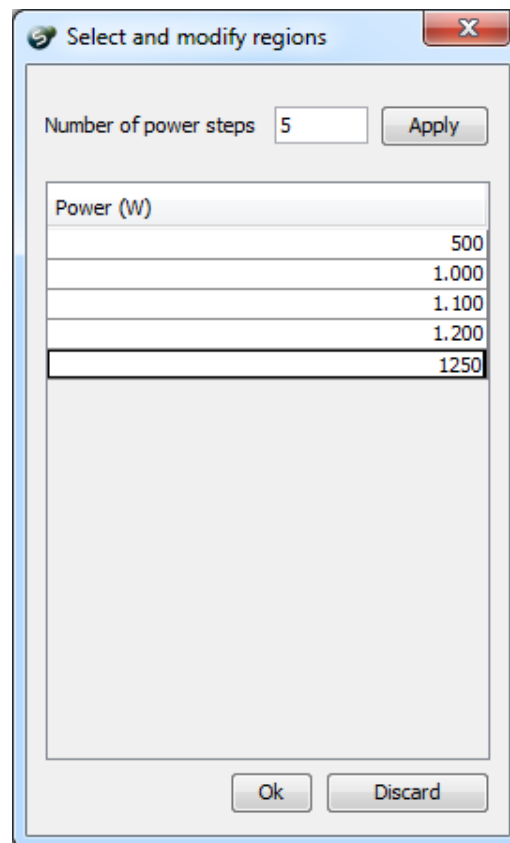 Select and modify regions
Number of power steps 5 Apply
Power (W)
500
1.000
1.100
1.200
1250
Ok Discard